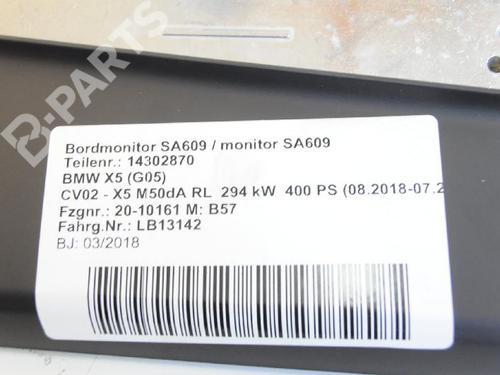 B-PARTS
Bordmonitor SA609 / monitor SA609
Teilenr.: 14302870
BMW X5 (G05)
CV02 - X5 M50dA RL 294 kW 400 PS (08.2018-07.2
Fzgnr.: 20-10161 M: B57
Fahrg.Nr.: LB13142
BJ: 03/2018